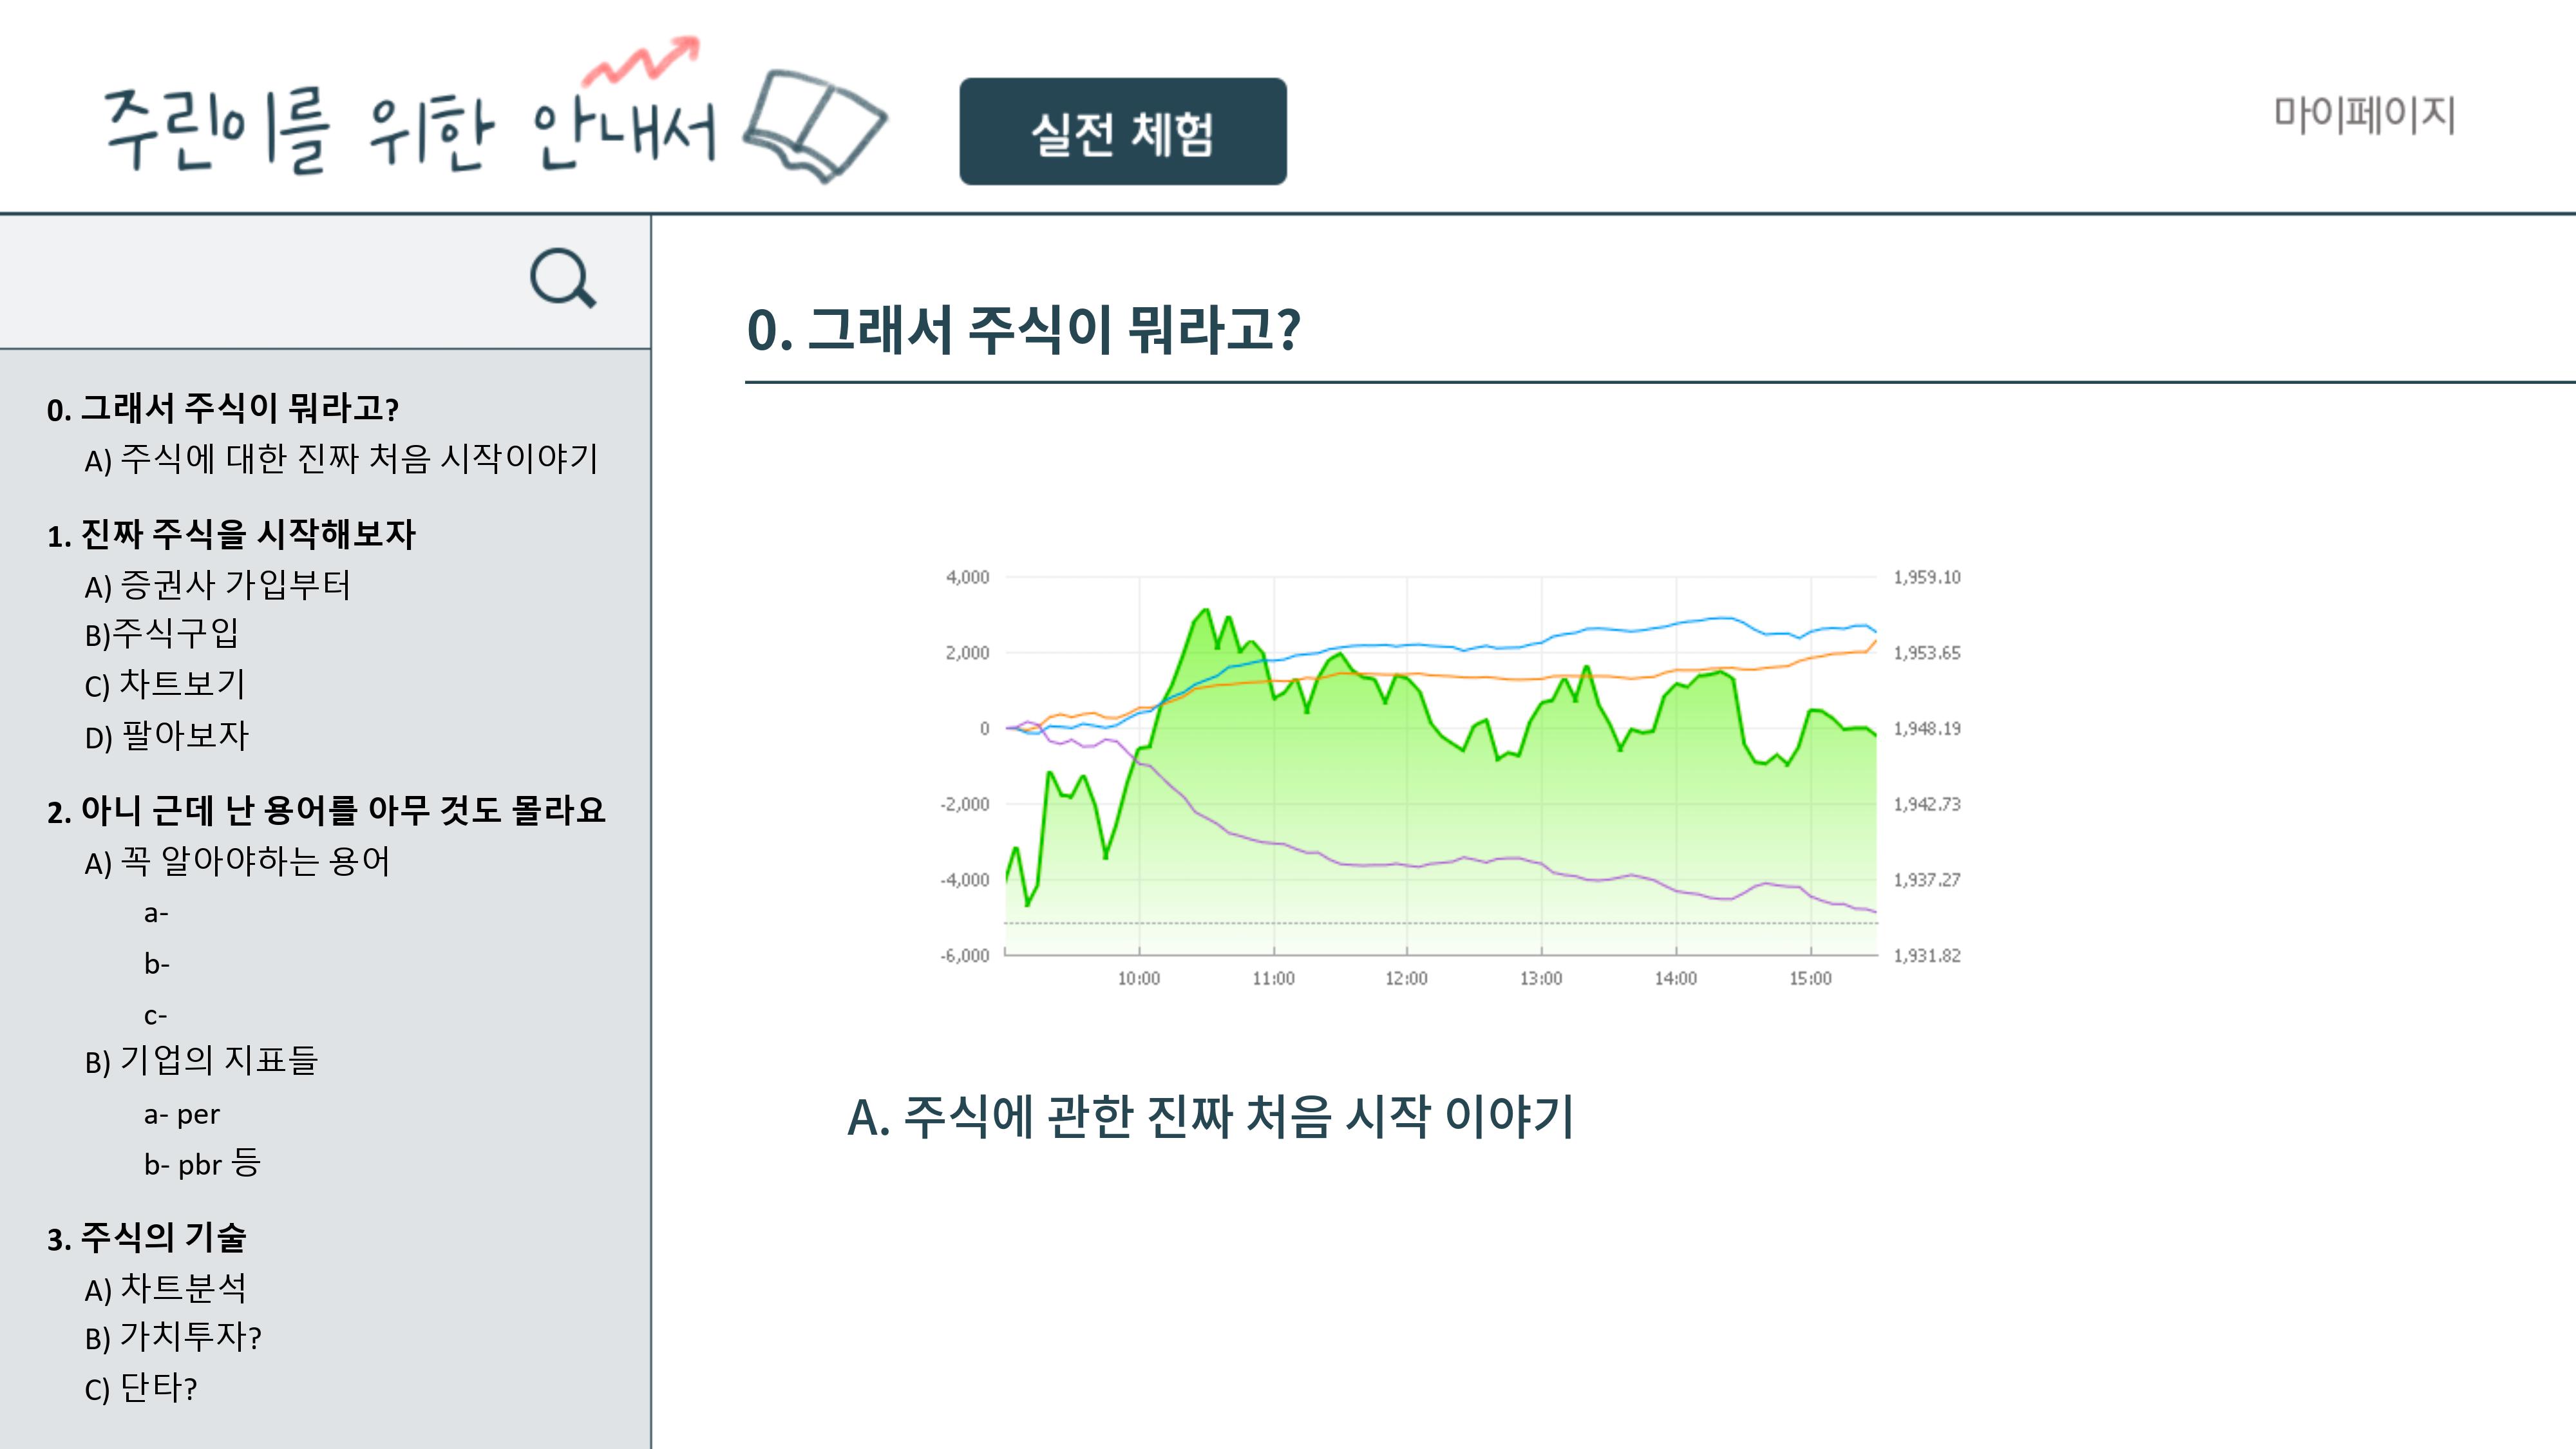 주린이를 위한 안내서
실전 체험
마이페이지
0. 그래서 주식이 뭐라고?
A) 주식에 대한 진짜 처음 시작이야기
1. 진짜 주식을 시작해보자
A) 증권사 가입부터
B)주식구입
C) 차트보기
D) 팔아보자
2. 아니 근데 난 용어를 아무 것도 몰라요
A) 꼭 알아야하는 용어
a-
b-
c-
B) 기업의 지표들
a- per
b- pbr 등
3. 주식의 기술
A) 차트분석
B) 가치투자?
C) 단타?
0. 그래서 주식이 뭐라고?
4,000 1,959.10
2,000 1,953.65
0 1,948.19
-2,000 1,942.73
-4,000 1,937.27
-6,000 1,931.82
10:00 11:00 12:00 13:00 14:00 15:00
A. 주식에 관한 진짜 처음 시작 이야기